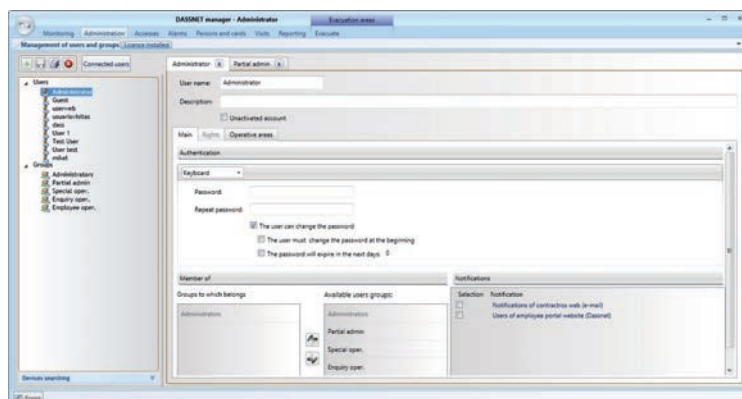 DASSNET manager - Administrator
Evacuation areas
Monitoring Administration Accesses Alarms Persons and cards Visits Reporting Evacuate
Management of users and groups Licence installed
Connected users
Users
Administrator
Guest
userweb
dass
User 1
Test User
User test
mikel
Groups
Administrators
Partial admin
Special oper.
Enquiry oper.
Employee oper.
Devices searching
Administrator Partial admin
User name: Administrator
Description:
Unactivated account
Main Rights Operative areas
Authentication
Keyboard
Password:
Repeat password:
The user can change the password
The user must change the password at the beginning
The password will expire in the next days: 0
Member of
Groups to which belongs
Administrators
Available users groups:
Administrators
Partial admin
Special oper.
Enquiry oper.
Notifications
Selection Notification
Notifications of contractros web (e-mail)
Users of employee portal website (Dassnet)